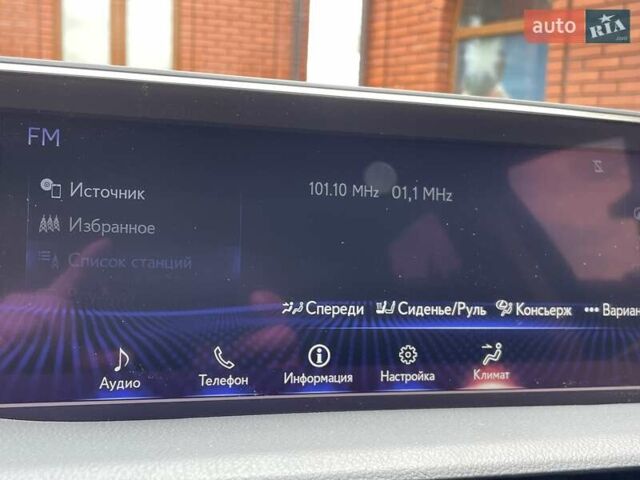 auto RIA .com
FM
Источник
101.10 MHz 01,1 MHz
Избранное
Список станций
Спереди Сиденье/Руль Консьерж ••• Вариан
Аудио Телефон Информация Настройка Климат